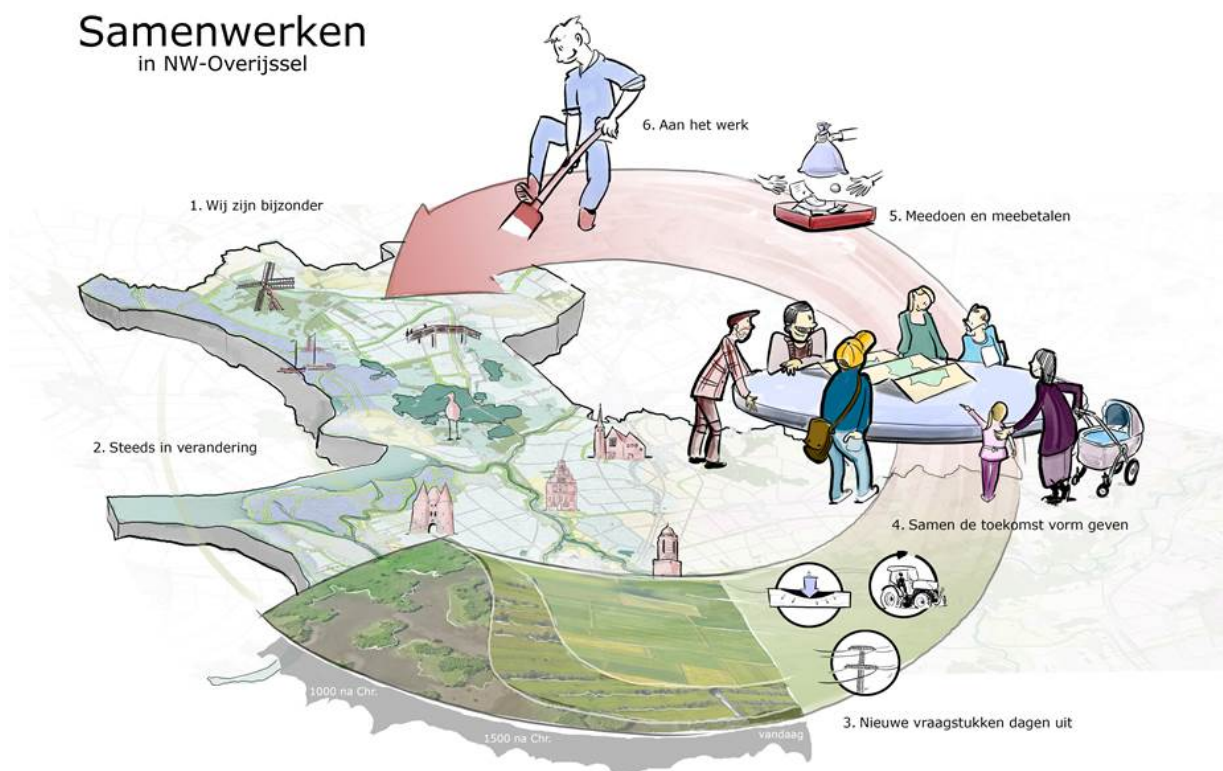 Samenwerken
in NW-Overijssel
1. Wij zijn bijzonder
2. Steeds in verandering
1000 na Chr.
1500 na Chr.
vandaag
3. Nieuwe vraagstukken dagen uit
4. Samen de toekomst vorm geven
5. Meedoen en meebetalen
6. Aan het werk